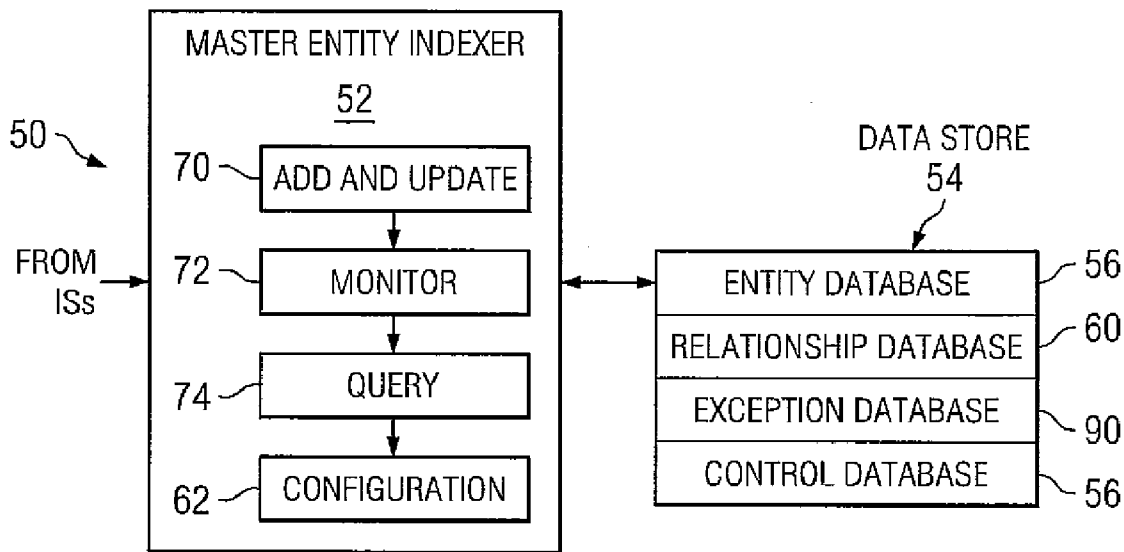 MASTER ENTITY INDEXER
52
50
70
ADD AND UPDATE
72
MONITOR
74
QUERY
62
CONFIGURATION
FROM
ISs
DATA STORE
54
ENTITY DATABASE
56
RELATIONSHIP DATABASE
60
EXCEPTION DATABASE
90
CONTROL DATABASE
56